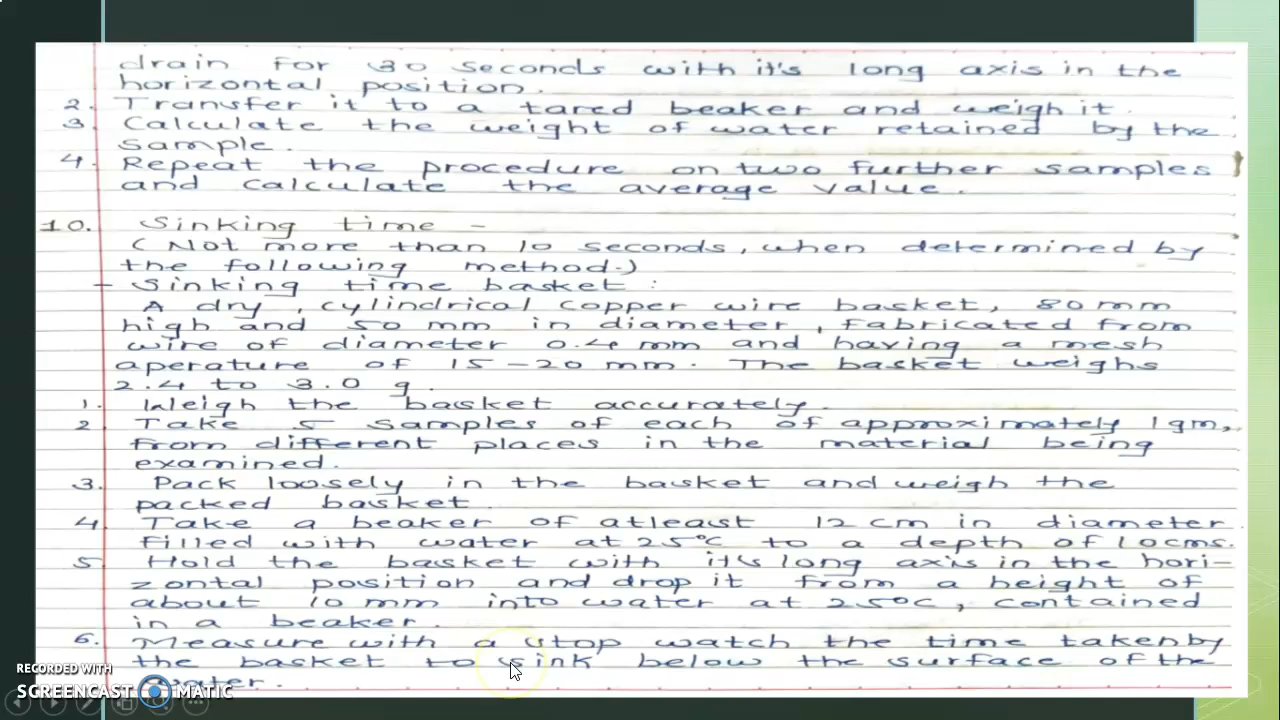 drain for 30 seconds with it's long axis in the
horizontal position.
2. Transfer it to a tared beaker and weigh it.
3 Calculate the weight of water retained by the
sample.
4. Repeat the procedure on two further samples
and calculate the average value.
10. Sinking time -
( Not more than 10 seconds, when determined by
the following method.)
- Sinking time basket :
A dry, cylindrical copper wire basket, 80 mm
high and 50 mm in diameter, fabricated from
wire of diameter 0.4 mm and having a mesh
aperature of 15 - 20 mm. The basket weighs
2.4 to 3.0 g.
1. Weigh the basket accurately.
2 Take 5 samples of each of approximately 1 gm,
from different places in the material being
examined.
3. Pack loosely in the basket and weigh the
packed basket.
4 Take a beaker of atleast 12 cm in diameter
filled with water at 25°C to a depth of 10 cms.
5 Hold the basket with it's long axis in the hori-
zontal position and drop it from a height of
about 10 mm into water at 25°C, contained
in a beaker.
6. Measure with a stop watch the time taken by
the basket to sink below the surface of the
water.
RECORDED WITH
SCREENCAST MATIC